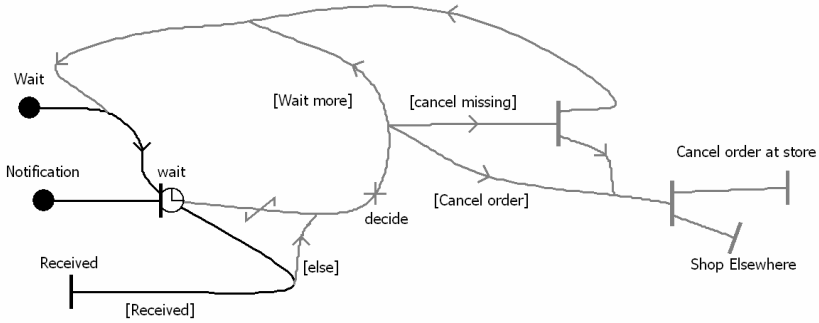 Wait
[Wait more]
[cancel missing]
Notification
wait
Cancel order at store
[Cancel order]
decide
Received
[else]
Shop Elsewhere
[Received]